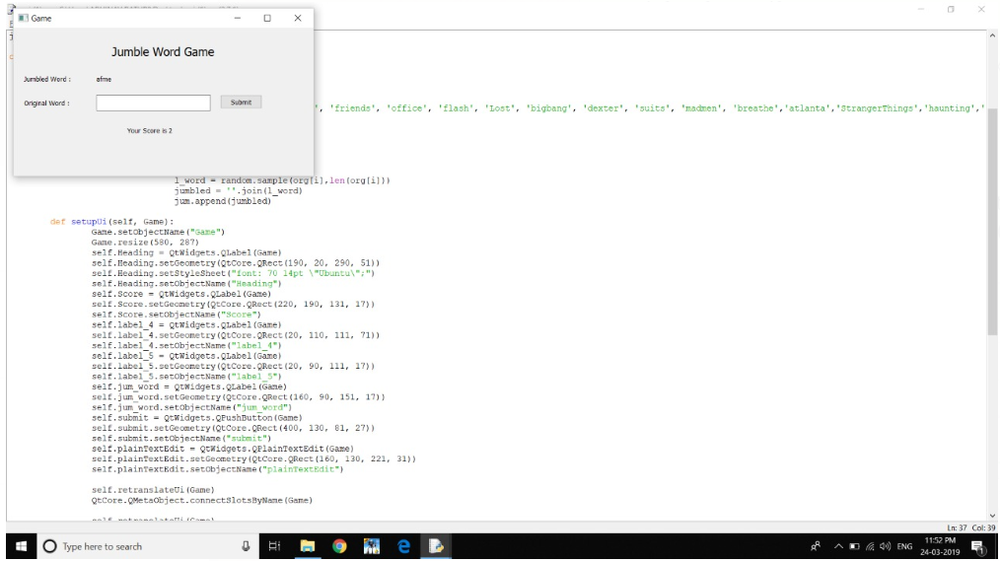 Game
Jumble Word Game
Jumbled Word :
afme
Original Word :
Submit
Your Score is 2
', 'friends', 'office', 'flash', 'Lost', 'bigbang', 'dexter', 'suits', 'madmen', 'breathe','atlanta','StrangerThings','haunting','
l_word = random.sample(org[i],len(org[i]))
jumbled = ''.join(l_word)
jum.append(jumbled)
def setupUi(self, Game):
Game.setObjectName("Game")
Game.resize(580, 287)
self.Heading = QtWidgets.QLabel(Game)
self.Heading.setGeometry(QtCore.QRect(190, 20, 290, 51))
self.Heading.setStyleSheet("font: 70 14pt \"Ubuntu\";")
self.Heading.setObjectName("Heading")
self.Score = QtWidgets.QLabel(Game)
self.Score.setGeometry(QtCore.QRect(220, 190, 131, 17))
self.Score.setObjectName("Score")
self.label_4 = QtWidgets.QLabel(Game)
self.label_4.setGeometry(QtCore.QRect(20, 110, 111, 71))
self.label_4.setObjectName("label_4")
self.label_5 = QtWidgets.QLabel(Game)
self.label_5.setGeometry(QtCore.QRect(20, 90, 111, 17))
self.label_5.setObjectName("label_5")
self.jum_word = QtWidgets.QLabel(Game)
self.jum_word.setGeometry(QtCore.QRect(160, 90, 151, 17))
self.jum_word.setObjectName("jum_word")
self.submit = QtWidgets.QPushButton(Game)
self.submit.setGeometry(QtCore.QRect(400, 130, 81, 27))
self.submit.setObjectName("submit")
self.plainTextEdit = QtWidgets.QPlainTextEdit(Game)
self.plainTextEdit.setGeometry(QtCore.QRect(160, 130, 221, 31))
self.plainTextEdit.setObjectName("plainTextEdit")
self.retranslateUi(Game)
QtCore.QMetaObject.connectSlotsByName(Game)
Ln: 37 Col: 39
Type here to search
ENG
11:52 PM
24-03-2019
1